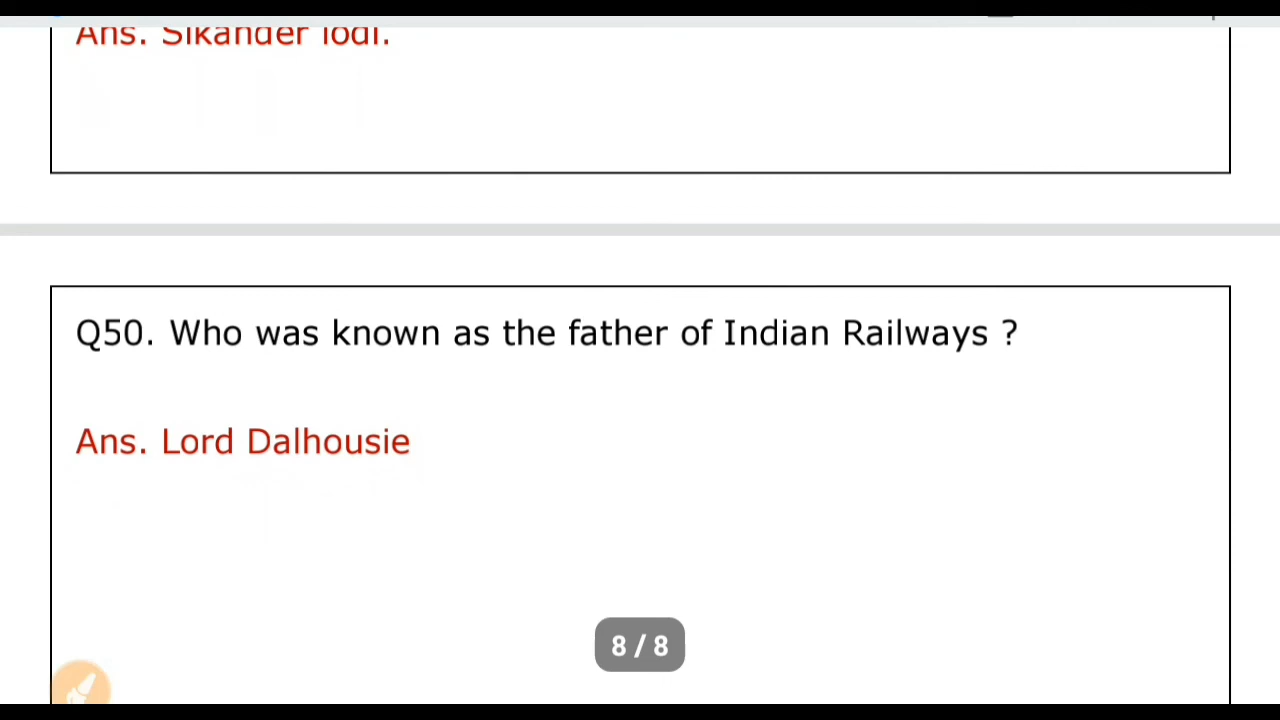 Ans. Sikander lodi.
Q50. Who was known as the father of Indian Railways ?
Ans. Lord Dalhousie
8 / 8